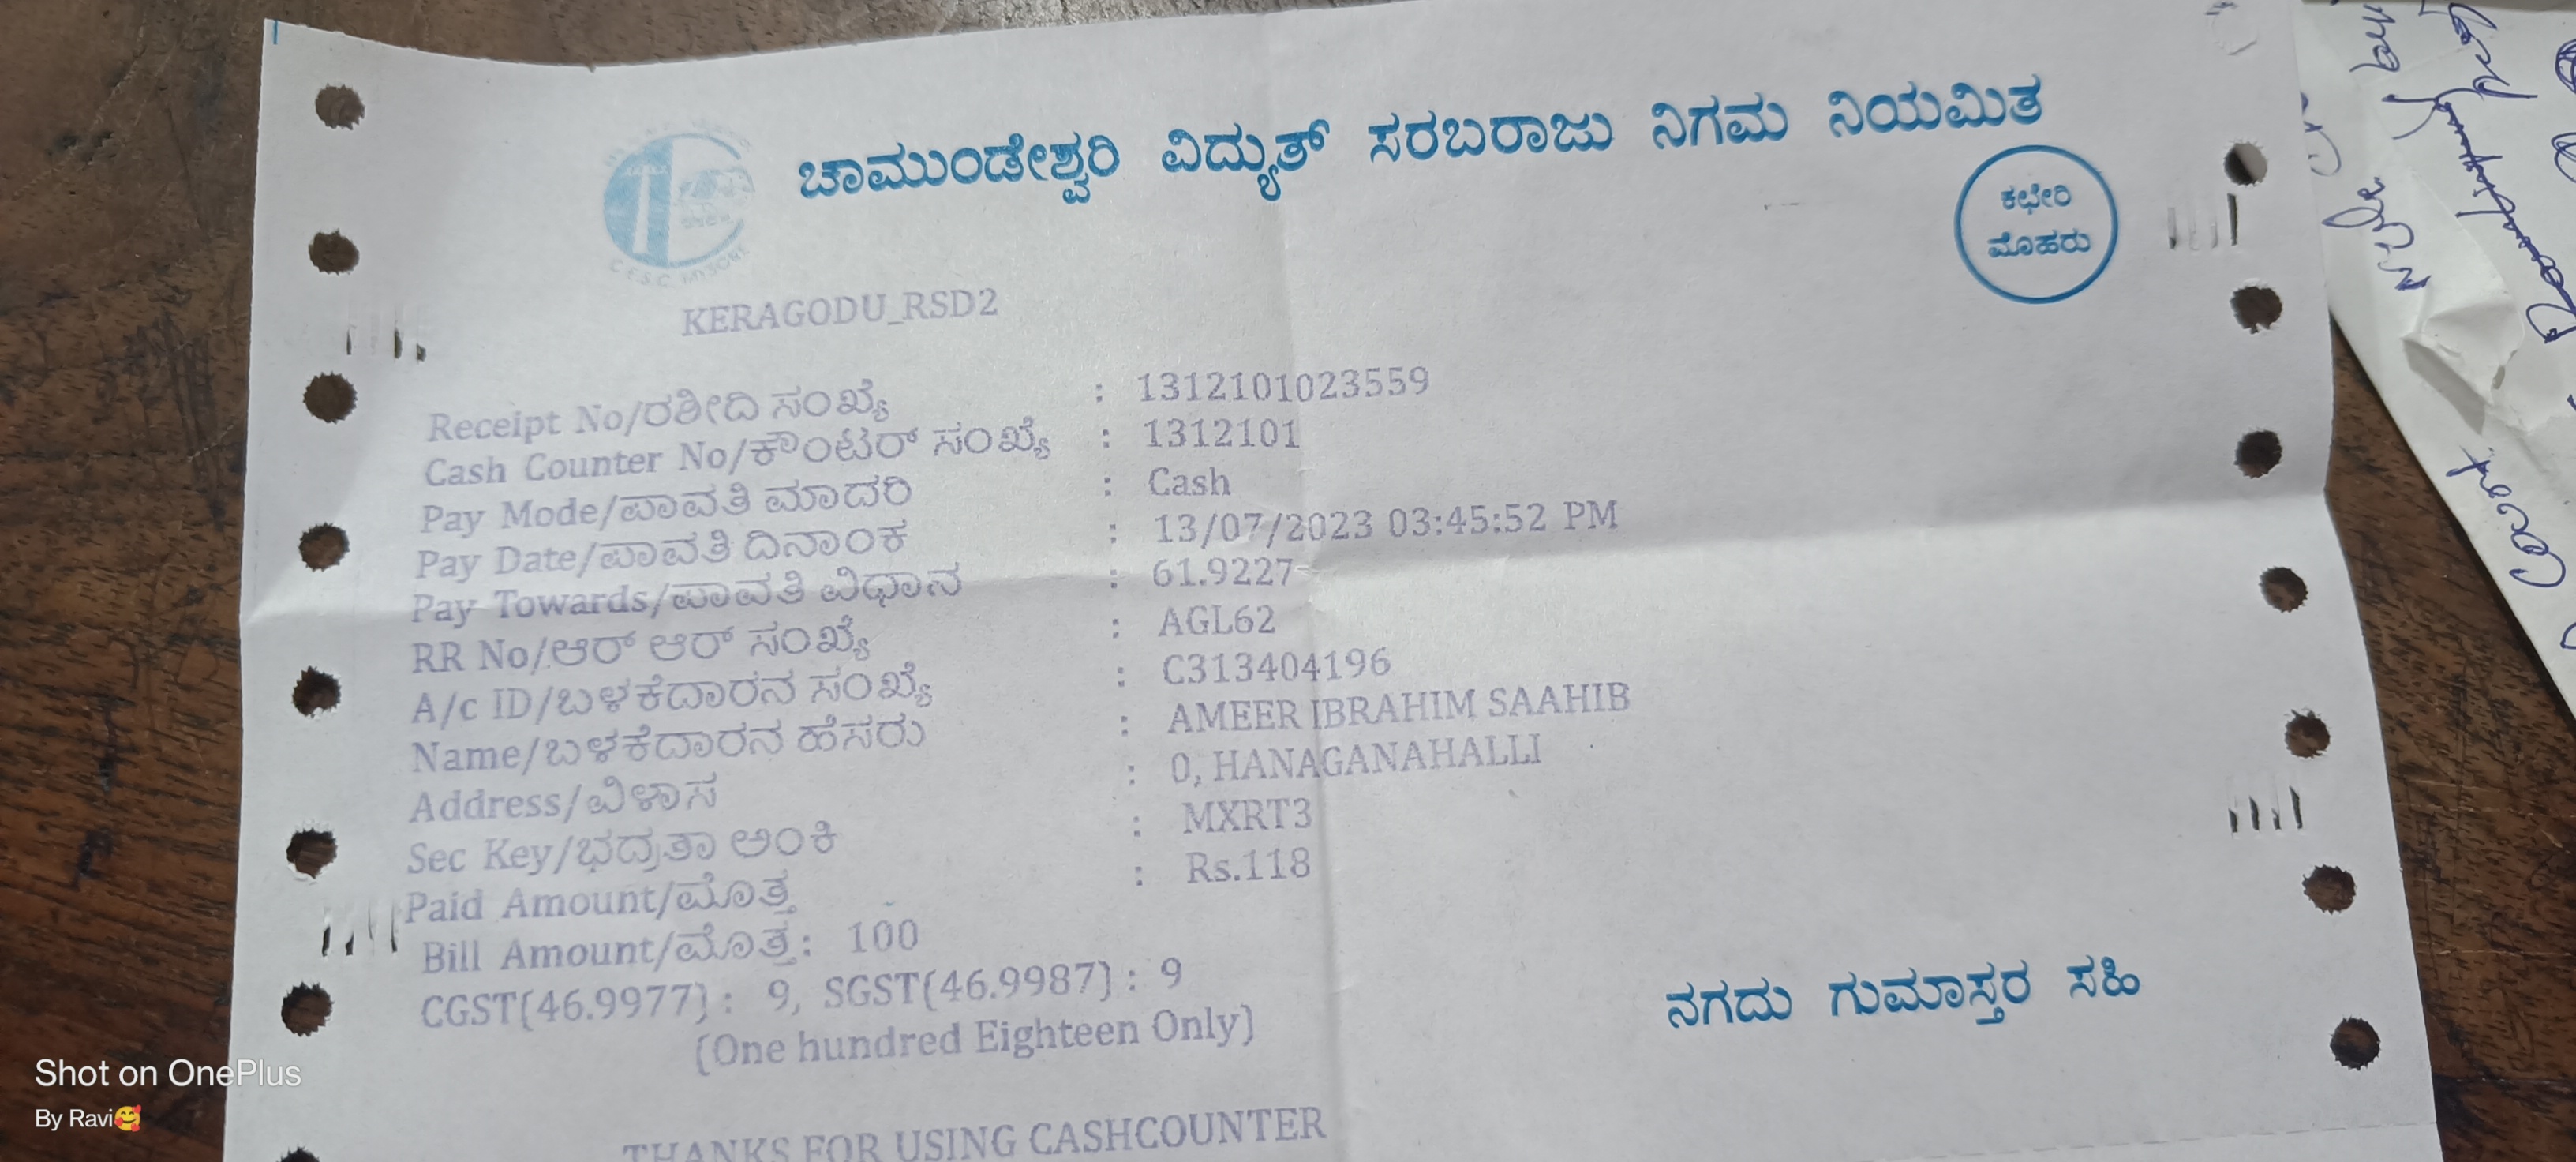 ಚಾಮುಂಡೇಶ್ವರಿ ವಿದ್ಯುತ್ ಸರಬರಾಜು ನಿಗಮ ನಿಯಮಿತ
C.E.S.C. MYSORE
ಕಛೇರಿ
ಮೊಹರು
KERAGODU_RSD2
Receipt No/ರಶೀದಿ ಸಂಖ್ಯೆ : 1312101023559
Cash Counter No/ಕೌಂಟರ್ ಸಂಖ್ಯೆ : 1312101
Pay Mode/ಪಾವತಿ ಮಾದರಿ : Cash
Pay Date/ಪಾವತಿ ದಿನಾಂಕ : 13/07/2023 03:45:52 PM
Pay Towards/ಪಾವತಿ ವಿಧಾನ : 61.9227
RR No/ಆರ್ ಆರ್ ಸಂಖ್ಯೆ : AGL62
A/c ID/ಬಳಕೆದಾರನ ಸಂಖ್ಯೆ : C313404196
Name/ಬಳಕೆದಾರನ ಹೆಸರು : AMEER IBRAHIM SAAHIB
Address/ವಿಳಾಸ : 0, HANAGANAHALLI
Sec Key/ಭದ್ರತಾ ಅಂಕಿ : MXRT3
Paid Amount/ಮೊತ್ತ : Rs.118
Bill Amount/ಮೊತ್ತ: 100
CGST(46.9977) : 9, SGST(46.9987) : 9
(One hundred Eighteen Only)
ನಗದು ಗುಮಾಸ್ತರ ಸಹಿ
THANKS FOR USING CASHCOUNTER
Shot on OnePlus
By Ravi🥰